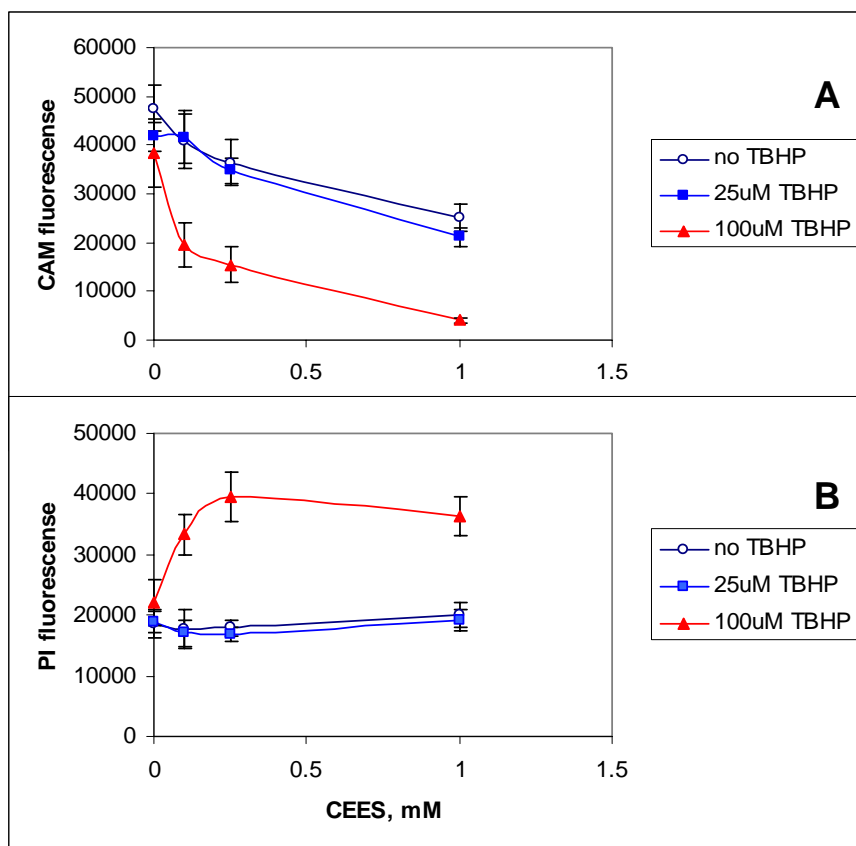 A
CAM fluorescense
60000
50000
40000
30000
20000
10000
0
0 0.5 1 1.5
no TBHP
25uM TBHP
100uM TBHP
B
PI fluorescense
50000
40000
30000
20000
10000
0
0 0.5 1 1.5
CEES, mM
no TBHP
25uM TBHP
100uM TBHP